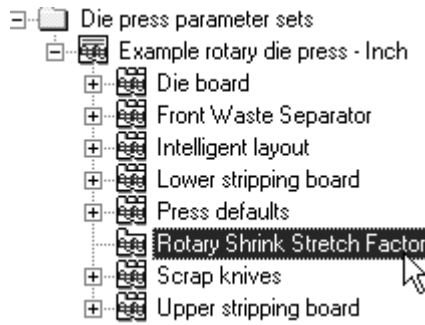 Die press parameter sets
Example rotary die press - Inch
Die board
Front Waste Separator
Intelligent layout
Lower stripping board
Press defaults
Rotary Shrink Stretch Factor
Scrap knives
Upper stripping board